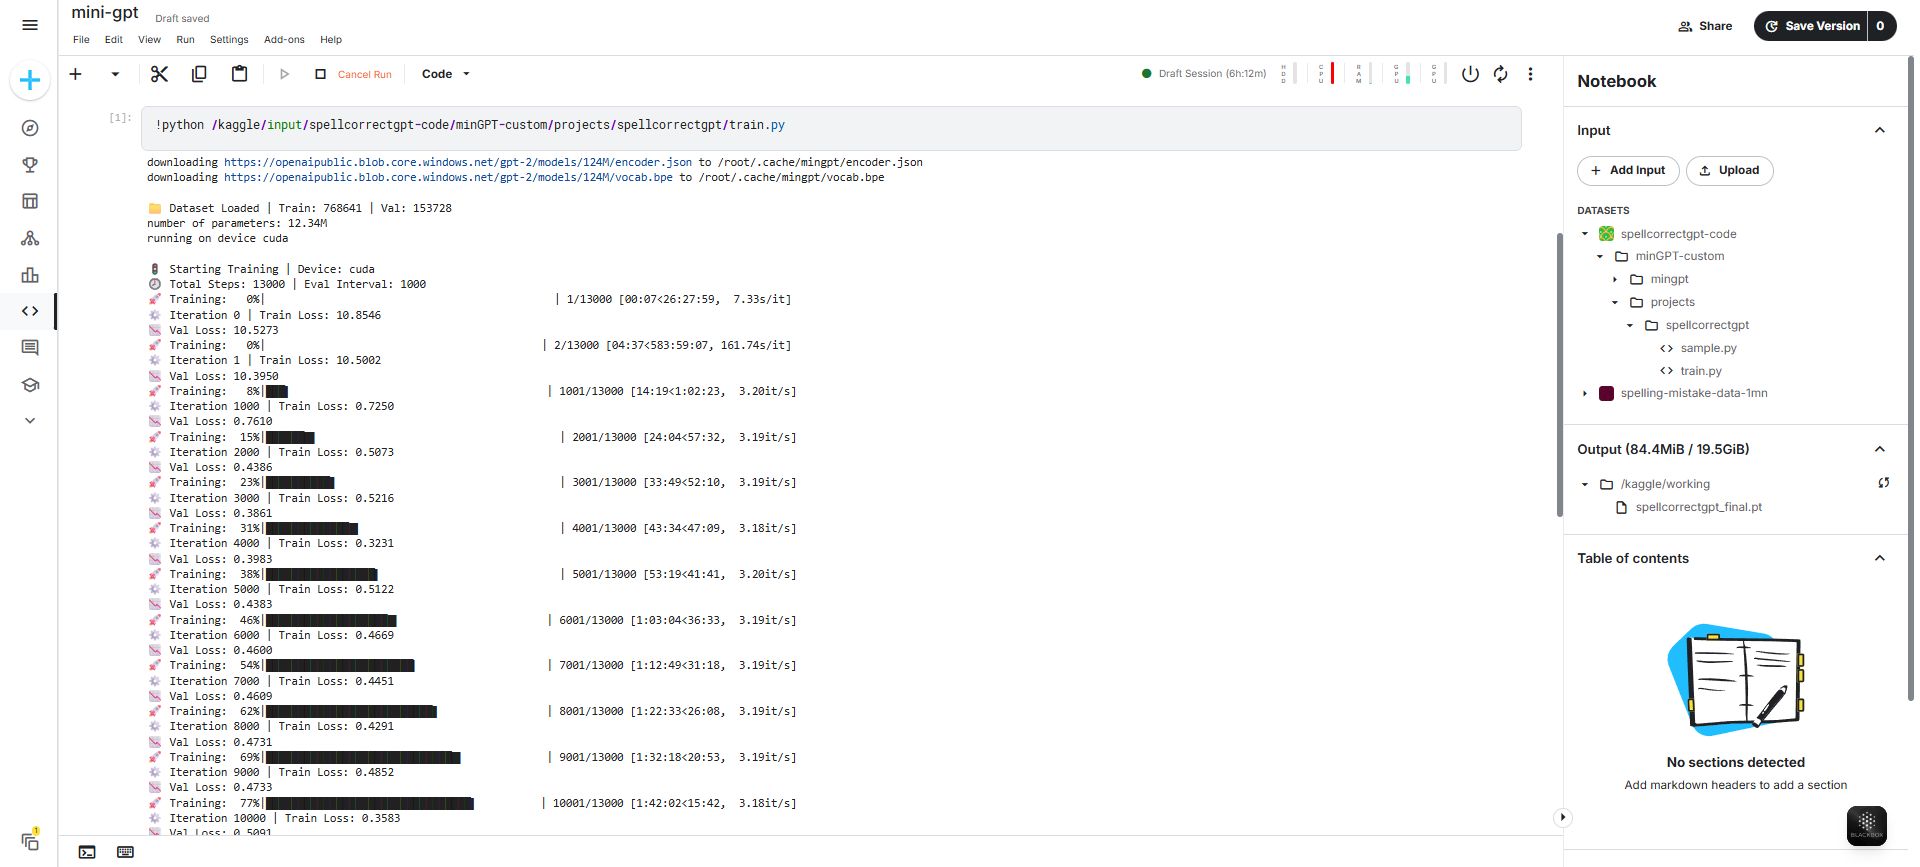 mini-gpt
Draft saved
File Edit View Run Settings Add-ons Help
Share
Save Version 0
Cancel Run
Code
Draft Session (6h:12m)
HDD
CPU
RAM
GPU
GPU
[1]:
!python /kaggle/input/spellcorrectgpt-code/minGPT-custom/projects/spellcorrectgpt/train.py
downloading https://openaipublic.blob.core.windows.net/gpt-2/models/124M/encoder.json to /root/.cache/mingpt/encoder.json
downloading https://openaipublic.blob.core.windows.net/gpt-2/models/124M/vocab.bpe to /root/.cache/mingpt/vocab.bpe
Dataset Loaded | Train: 768641 | Val: 153728
number of parameters: 12.34M
running on device cuda
Starting Training | Device: cuda
Total Steps: 13000 | Eval Interval: 1000
Training: 0%| | 1/13000 [00:07<26:27:59, 7.33s/it]
Iteration 0 | Train Loss: 10.8546
Val Loss: 10.5273
Training: 0%| | 2/13000 [04:37<583:59:07, 161.74s/it]
Iteration 1 | Train Loss: 10.5002
Val Loss: 10.3950
Training: 8%| | 1001/13000 [14:19<1:02:23, 3.20it/s]
Iteration 1000 | Train Loss: 0.7250
Val Loss: 0.7610
Training: 15%| | 2001/13000 [24:04<57:32, 3.19it/s]
Iteration 2000 | Train Loss: 0.5073
Val Loss: 0.4386
Training: 23%| | 3001/13000 [33:49<52:10, 3.19it/s]
Iteration 3000 | Train Loss: 0.5216
Val Loss: 0.3861
Training: 31%| | 4001/13000 [43:34<47:09, 3.18it/s]
Iteration 4000 | Train Loss: 0.3231
Val Loss: 0.3983
Training: 38%| | 5001/13000 [53:19<41:41, 3.20it/s]
Iteration 5000 | Train Loss: 0.5122
Val Loss: 0.4383
Training: 46%| | 6001/13000 [1:03:04<36:33, 3.19it/s]
Iteration 6000 | Train Loss: 0.4669
Val Loss: 0.4600
Training: 54%| | 7001/13000 [1:12:49<31:18, 3.19it/s]
Iteration 7000 | Train Loss: 0.4451
Val Loss: 0.4609
Training: 62%| | 8001/13000 [1:22:33<26:08, 3.19it/s]
Iteration 8000 | Train Loss: 0.4291
Val Loss: 0.4731
Training: 69%| | 9001/13000 [1:32:18<20:53, 3.19it/s]
Iteration 9000 | Train Loss: 0.4852
Val Loss: 0.4733
Training: 77%| | 10001/13000 [1:42:02<15:42, 3.18it/s]
Iteration 10000 | Train Loss: 0.3583
Val Loss: 0.5091
Notebook
Input
Add Input
Upload
DATASETS
spellcorrectgpt-code
minGPT-custom
mingpt
projects
spellcorrectgpt
sample.py
train.py
spelling-mistake-data-1mn
Output (84.4MiB / 19.5GiB)
/kaggle/working
spellcorrectgpt_final.pt
Table of contents
No sections detected
Add markdown headers to add a section
BLACKBOX
1